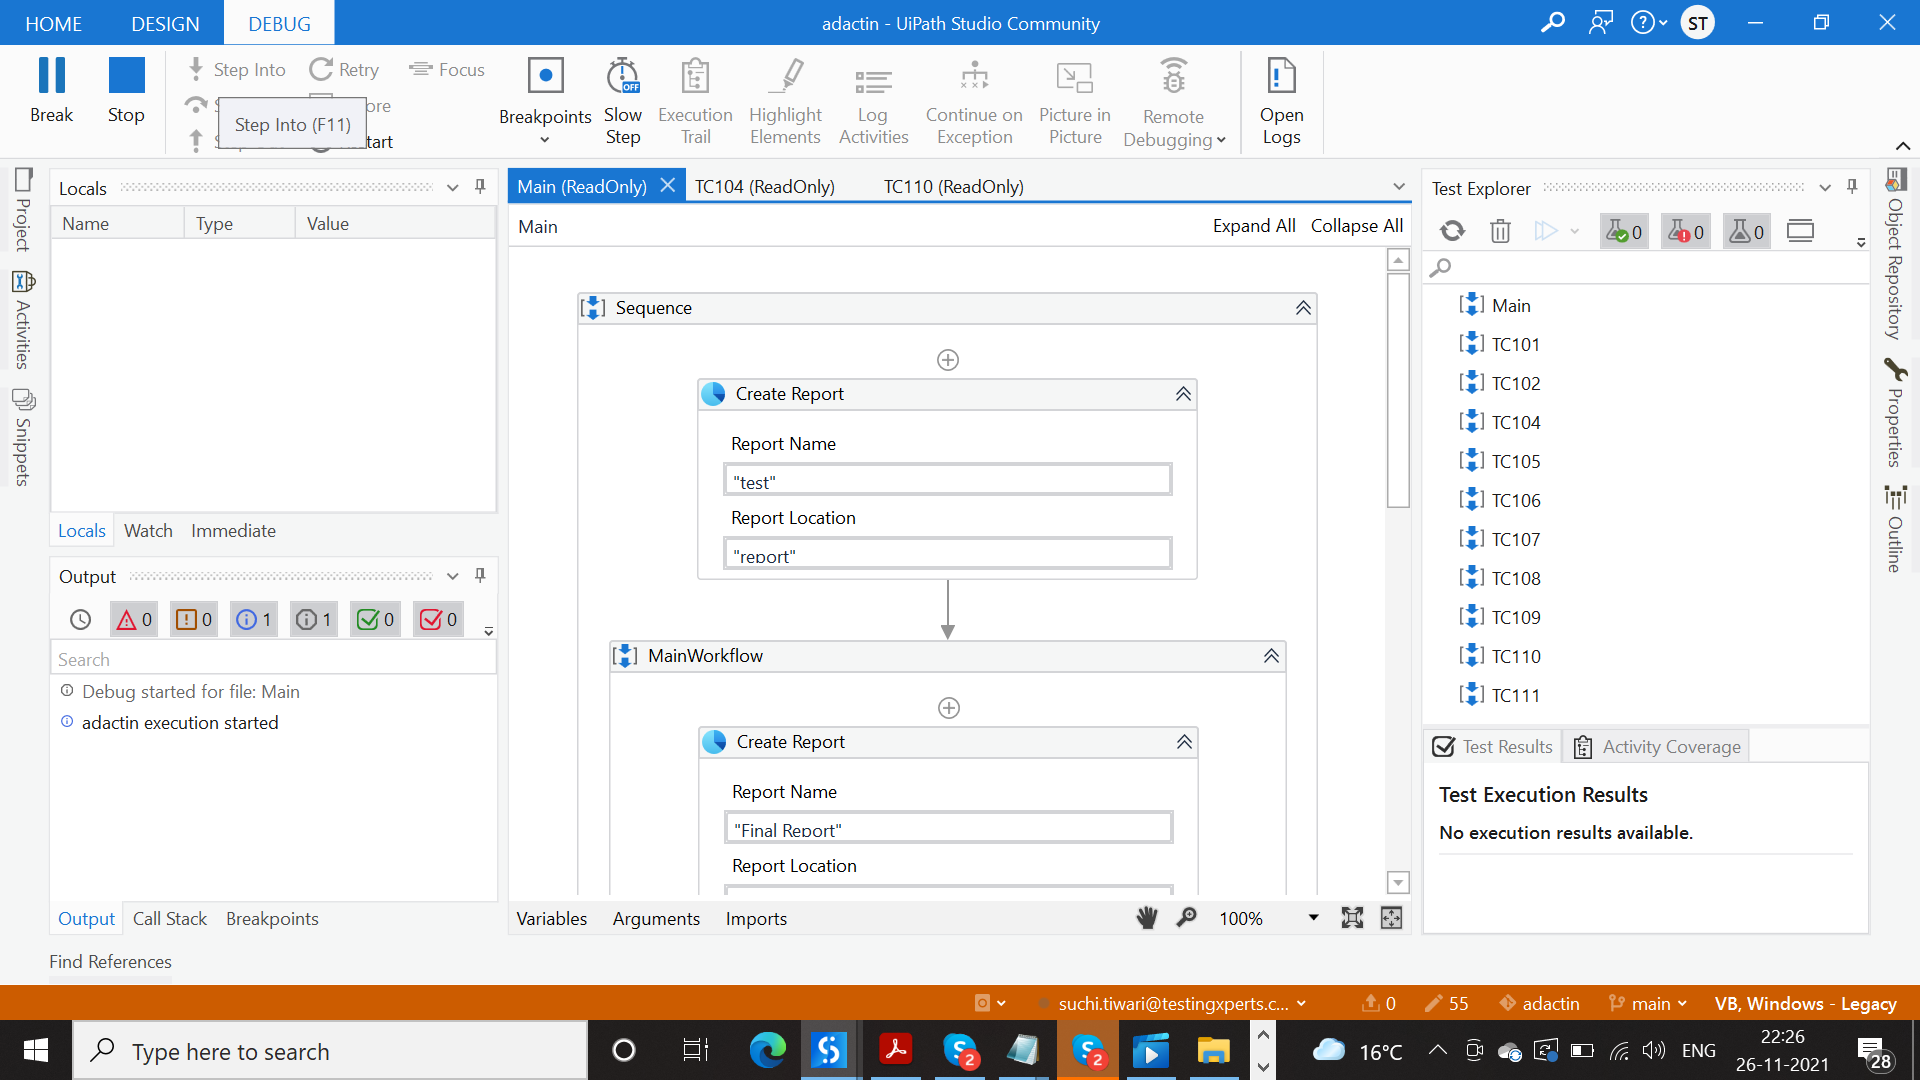 HOME DESIGN DEBUG adactin - UiPath Studio Community ST
Break Stop
Step Into Retry Focus
Step Into (F11)
Breakpoints
Slow Step
Execution Trail
Highlight Elements
Log Activities
Continue on Exception
Picture in Picture
Remote Debugging
Open Logs
Project
Activities
Snippets
Locals
Name Type Value
Locals Watch Immediate
Output
0 0 1 1 0 0
Search
Debug started for file: Main
adactin execution started
Output Call Stack Breakpoints
Find References
Main (ReadOnly) TC104 (ReadOnly) TC110 (ReadOnly)
Main Expand All Collapse All
Sequence
Create Report
Report Name
"test"
Report Location
"report"
MainWorkflow
Create Report
Report Name
"Final Report"
Report Location
Variables Arguments Imports 100%
Test Explorer
0 0 0
Main
TC101
TC102
TC104
TC105
TC106
TC107
TC108
TC109
TC110
TC111
Test Results Activity Coverage
Test Execution Results
No execution results available.
Object Repository
Properties
Outline
suchi.tiwari@testingxperts.c... 0 55 adactin main VB, Windows - Legacy
Type here to search
2 2
16°C ENG
22:26
26-11-2021
28